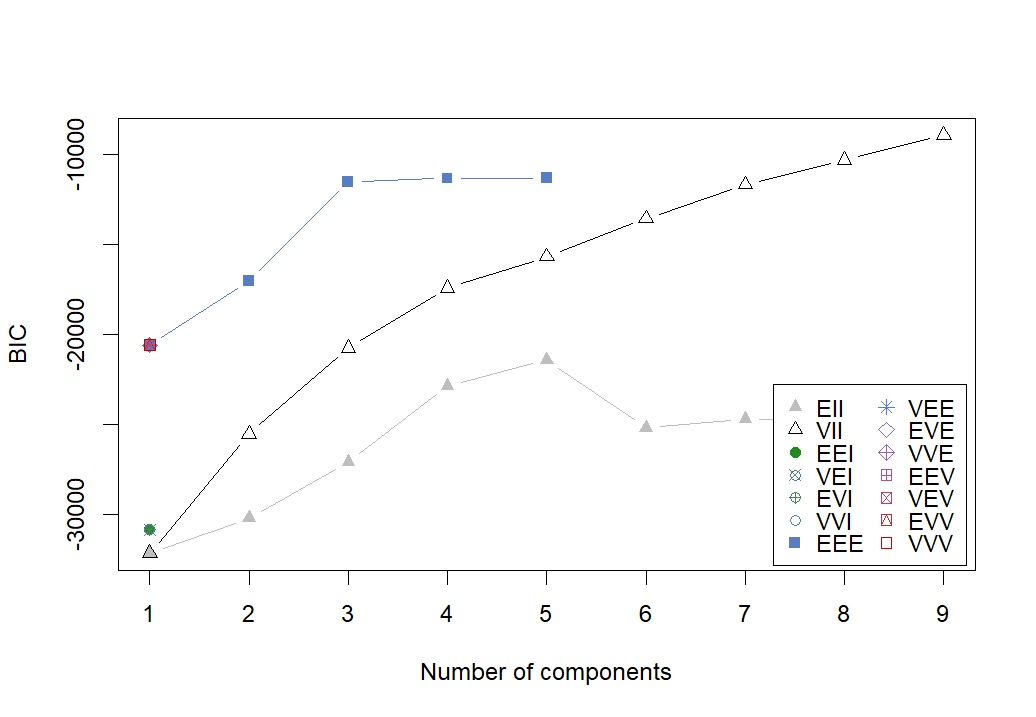 -10000
-20000
-30000
BIC
EII VEE
VII EVE
EEI VVE
VEI EEV
EVI VEV
VVI EVV
EEE VVV
1 2 3 4 5 6 7 8 9
Number of components